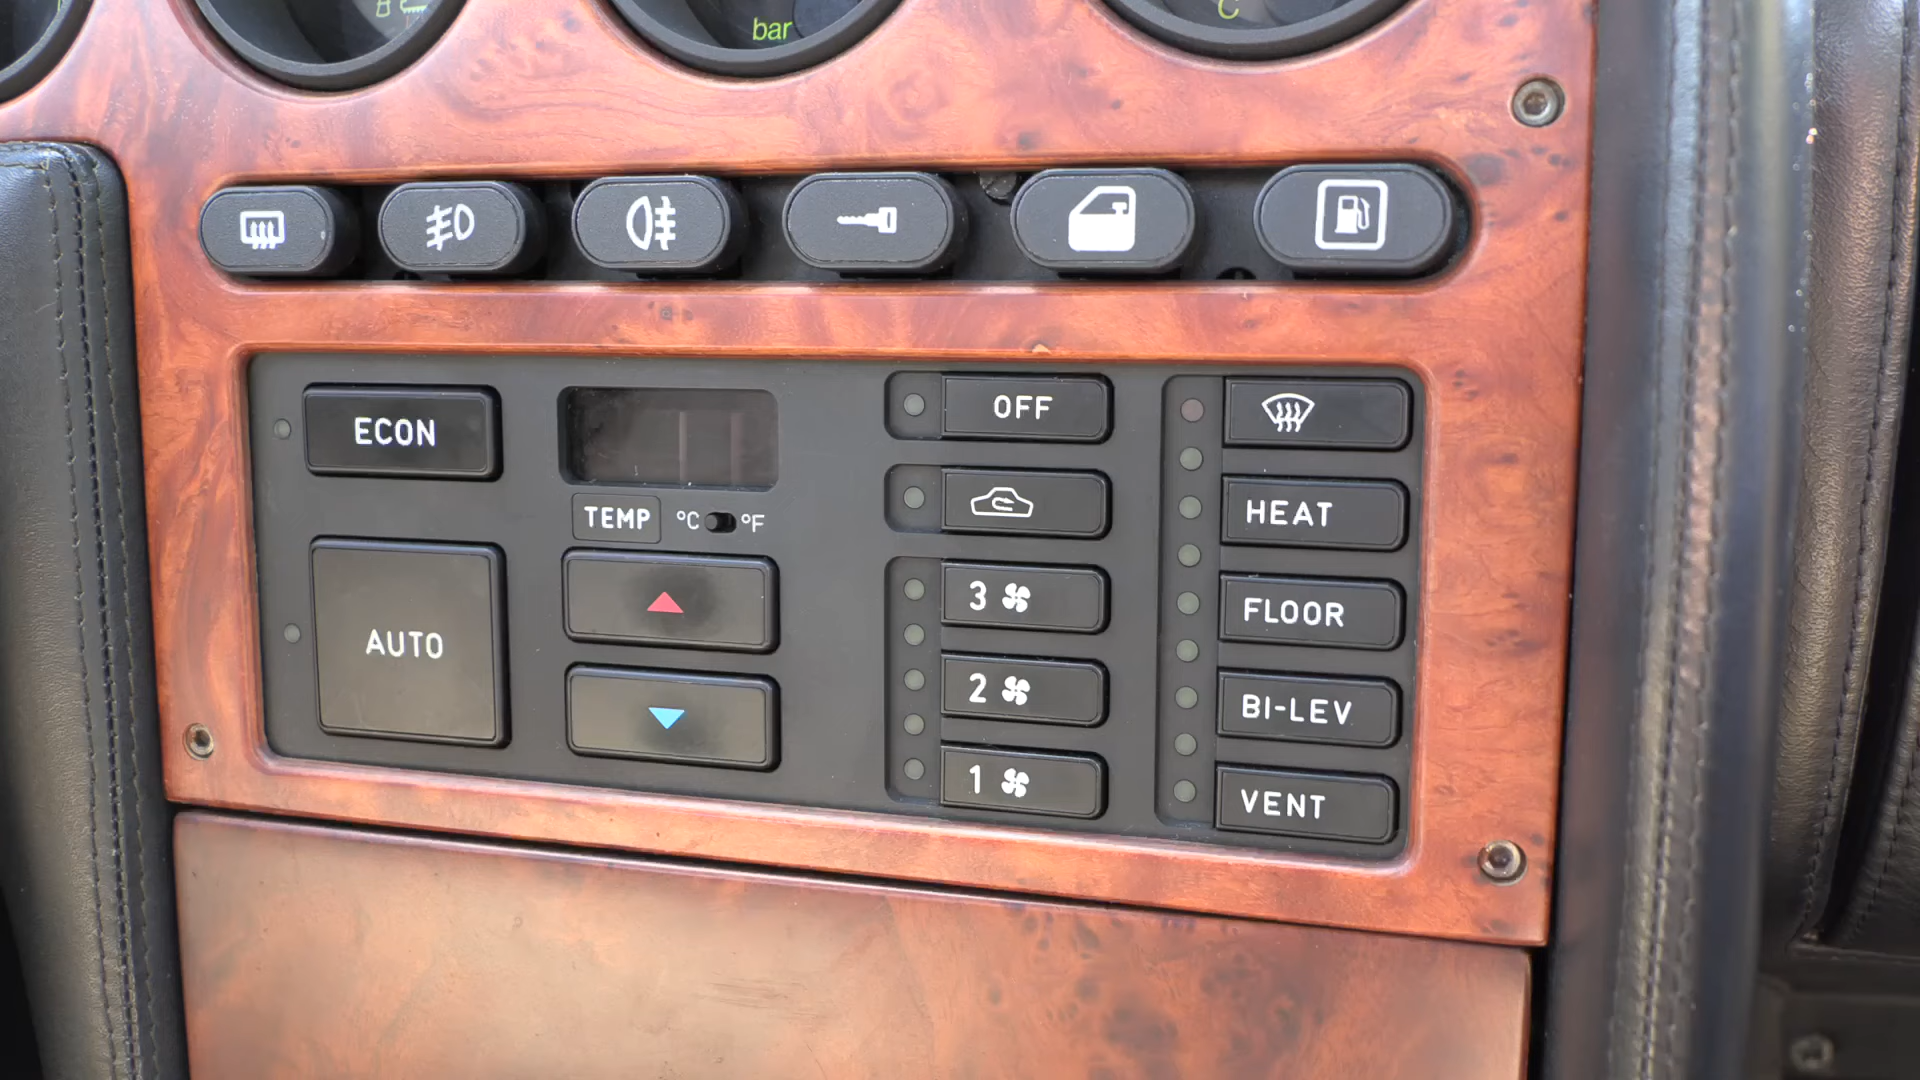 bar
C
ECON
OFF
TEMP °C °F
HEAT
AUTO
3
FLOOR
2
BI-LEV
1
VENT